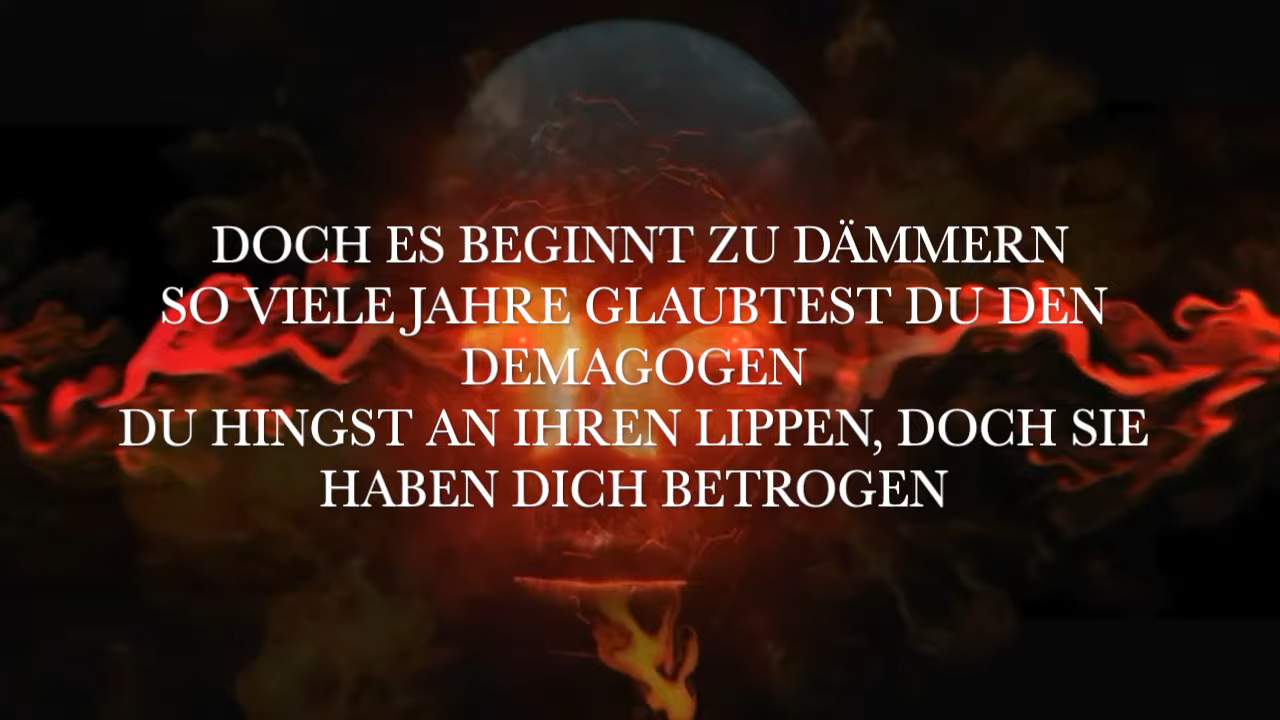 DOCH ES BEGINNT ZU DÄMMERN
SO VIELE JAHRE GLAUBTEST DU DEN
DEMAGOGEN
DU HINGST AN IHREN LIPPEN, DOCH SIE
HABEN DICH BETROGEN